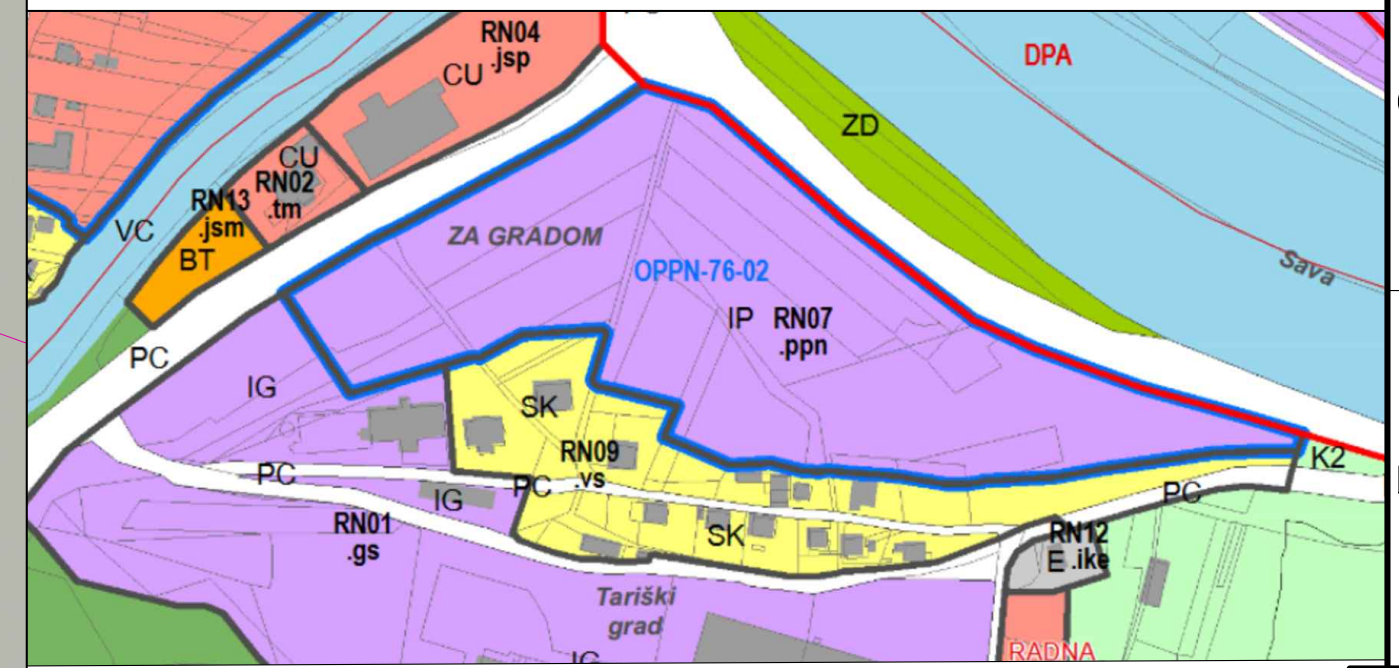 RN04
.jsp
CU
DPA
ZD
CU
RN02
.tm
RN13
.jsm
VC
BT
ZA GRADOM
Sava
OPPN-76-02
IP RN07
.ppn
PC
IG
SK
RN09
.vs
K2
PC
PC
PC
IG
RN01
.gs
SK
RN12
E .ike
Tariški
grad
RADNA